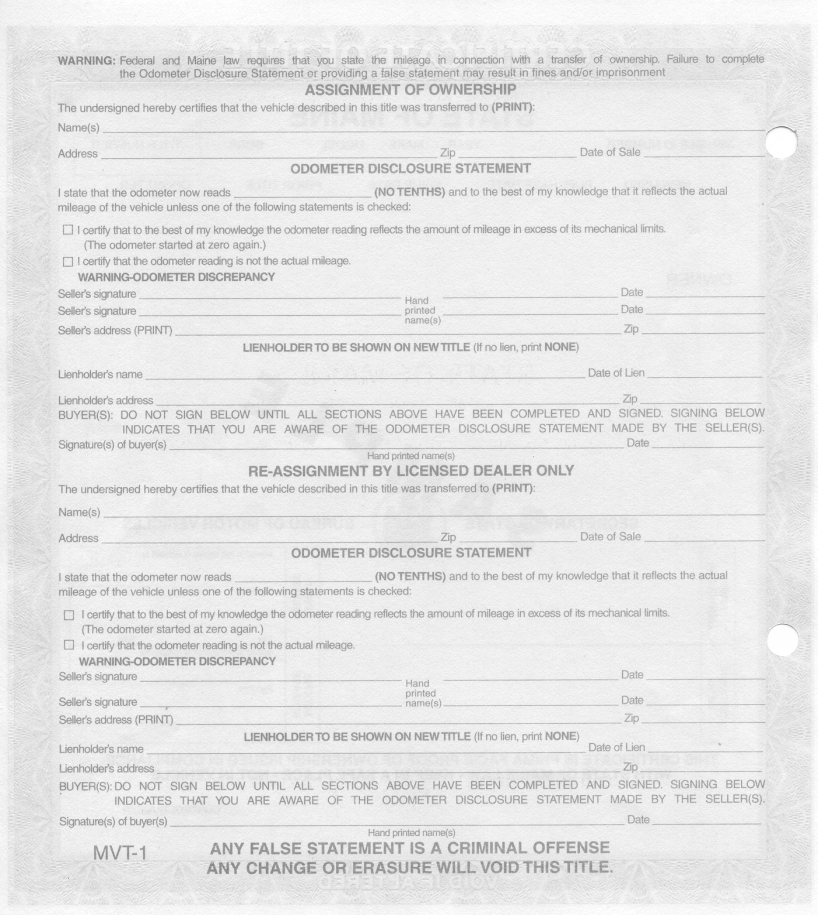 WARNING: Federal and Maine law requires that you state the mileage in connection with a transfer of ownership. Failure to complete
the Odometer Disclosure Statement or providing a false statement may result in fines and/or imprisonment
ASSIGNMENT OF OWNERSHIP
The undersigned hereby certifies that the vehicle described in this title was transferred to (PRINT):
Name(s)
Address Zip Date of Sale
ODOMETER DISCLOSURE STATEMENT
I state that the odometer now reads (NO TENTHS) and to the best of my knowledge that it reflects the actual
mileage of the vehicle unless one of the following statements is checked:
☐ I certify that to the best of my knowledge the odometer reading reflects the amount of mileage in excess of its mechanical limits.
(The odometer started at zero again.)
☐ I certify that the odometer reading is not the actual mileage.
WARNING-ODOMETER DISCREPANCY
Seller's signature Hand Date
Seller's signature printed Date
name(s)
Seller's address (PRINT) Zip
LIENHOLDER TO BE SHOWN ON NEW TITLE (If no lien, print NONE)
Lienholder's name Date of Lien
Lienholder's address Zip
BUYER(S): DO NOT SIGN BELOW UNTIL ALL SECTIONS ABOVE HAVE BEEN COMPLETED AND SIGNED. SIGNING BELOW
INDICATES THAT YOU ARE AWARE OF THE ODOMETER DISCLOSURE STATEMENT MADE BY THE SELLER(S).
Signature(s) of buyer(s) Date
Hand printed name(s)
RE-ASSIGNMENT BY LICENSED DEALER ONLY
The undersigned hereby certifies that the vehicle described in this title was transferred to (PRINT):
Name(s)
Address Zip Date of Sale
ODOMETER DISCLOSURE STATEMENT
I state that the odometer now reads (NO TENTHS) and to the best of my knowledge that it reflects the actual
mileage of the vehicle unless one of the following statements is checked:
☐ I certify that to the best of my knowledge the odometer reading reflects the amount of mileage in excess of its mechanical limits.
(The odometer started at zero again.)
☐ I certify that the odometer reading is not the actual mileage.
WARNING-ODOMETER DISCREPANCY
Seller's signature Hand Date
printed
Seller's signature name(s) Date
Seller's address (PRINT) Zip
LIENHOLDER TO BE SHOWN ON NEW TITLE (If no lien, print NONE)
Lienholder's name Date of Lien
Lienholder's address Zip
BUYER(S): DO NOT SIGN BELOW UNTIL ALL SECTIONS ABOVE HAVE BEEN COMPLETED AND SIGNED. SIGNING BELOW
INDICATES THAT YOU ARE AWARE OF THE ODOMETER DISCLOSURE STATEMENT MADE BY THE SELLER(S).
Signature(s) of buyer(s) Date
Hand printed name(s)
MVT-1 ANY FALSE STATEMENT IS A CRIMINAL OFFENSE
ANY CHANGE OR ERASURE WILL VOID THIS TITLE.